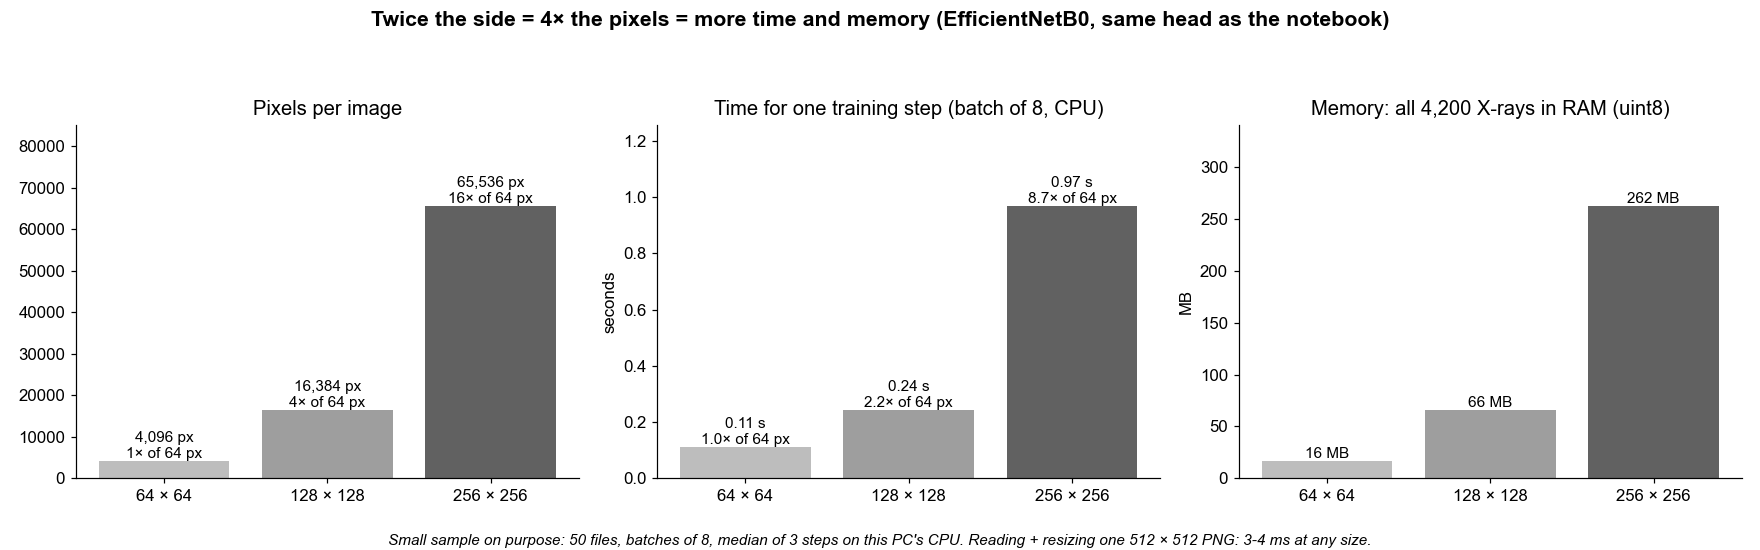 Twice the side = 4× the pixels = more time and memory (EfficientNetB0, same head as the notebook)
Pixels per image
80000
70000
60000
50000
40000
30000
20000
10000
0
4,096 px
1× of 64 px
16,384 px
4× of 64 px
65,536 px
16× of 64 px
64 × 64
128 × 128
256 × 256
Time for one training step (batch of 8, CPU)
seconds
1.2
1.0
0.8
0.6
0.4
0.2
0.0
0.11 s
1.0× of 64 px
0.24 s
2.2× of 64 px
0.97 s
8.7× of 64 px
64 × 64
128 × 128
256 × 256
Memory: all 4,200 X-rays in RAM (uint8)
MB
300
250
200
150
100
50
0
16 MB
66 MB
262 MB
64 × 64
128 × 128
256 × 256
Small sample on purpose: 50 files, batches of 8, median of 3 steps on this PC's CPU. Reading + resizing one 512 × 512 PNG: 3-4 ms at any size.